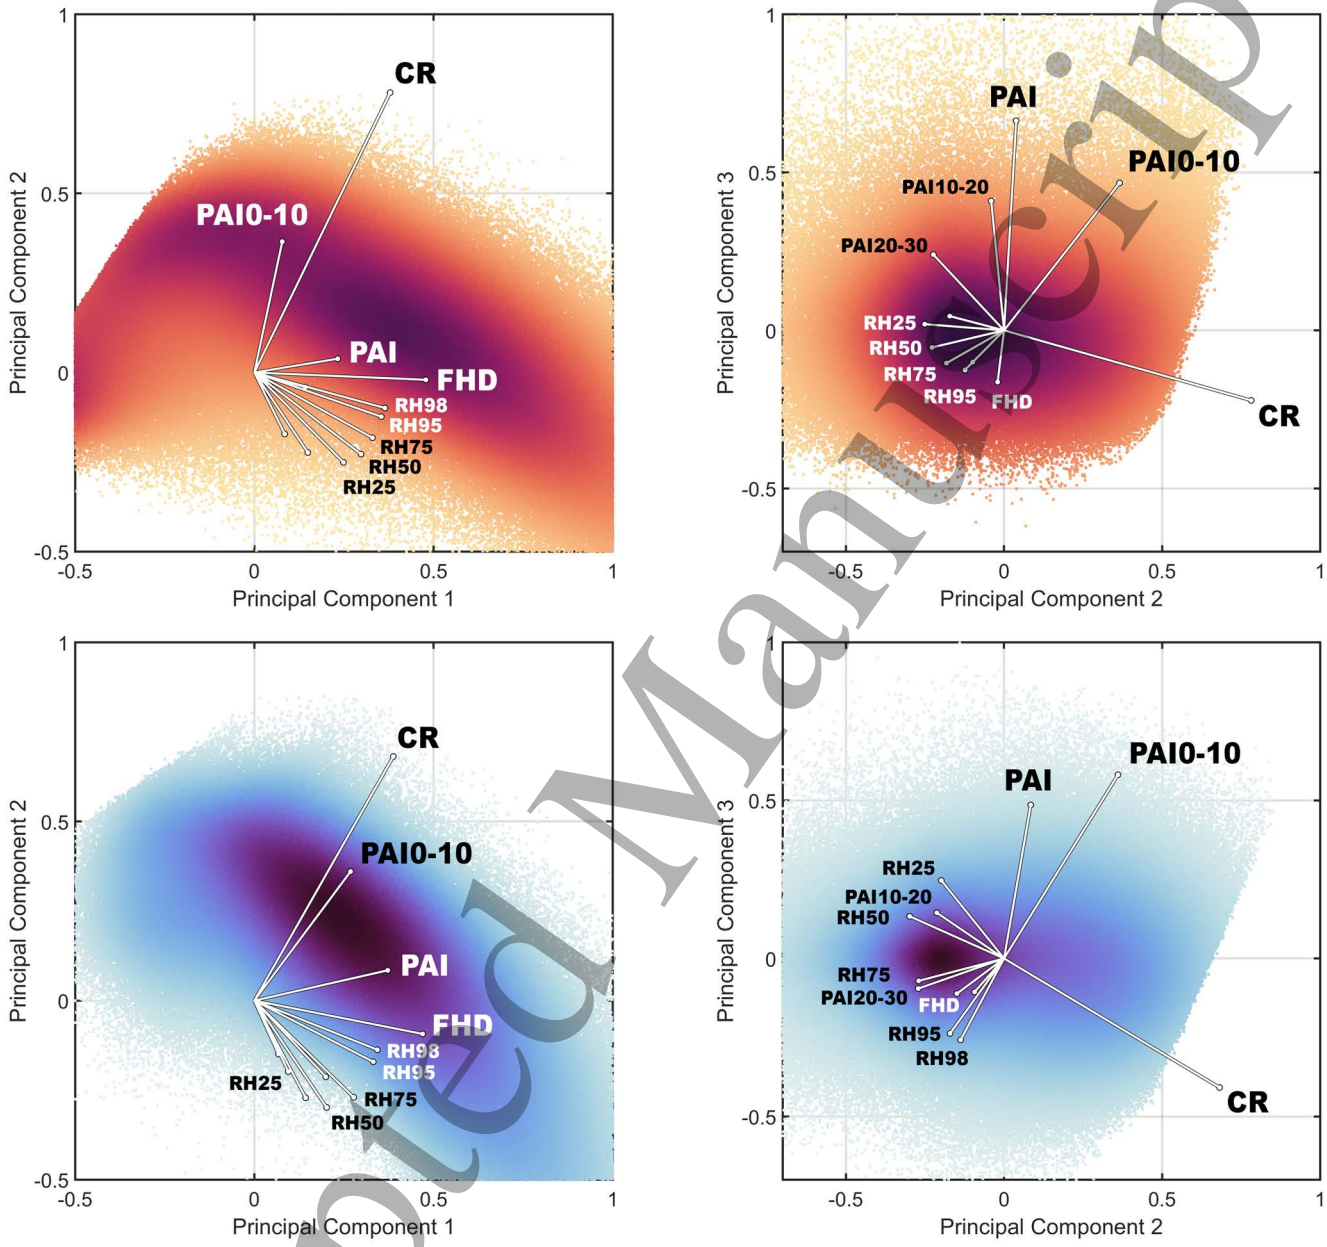 1
0.5
0
-0.5
-0.5
0
0.5
1
Principal Component 1
Principal Component 2
CR
PAI0-10
PAI
FHD
RH98
RH95
RH75
RH50
RH25
1
0.5
0
-0.5
-0.5
0
0.5
1
Principal Component 2
Principal Component 3
PAI
PAI0-10
PAI10-20
PAI20-30
RH25
RH50
RH75
RH95
FHD
CR
1
0.5
0
-0.5
-0.5
0
0.5
1
Principal Component 1
Principal Component 2
CR
PAI0-10
PAI
FHD
RH98
RH95
RH25
RH75
RH50
1
0.5
0
-0.5
-0.5
0
0.5
1
Principal Component 2
Principal Component 3
PAI0-10
PAI
RH25
PAI10-20
RH50
RH75
PAI20-30
FHD
RH95
RH98
CR
pted Manuscrip